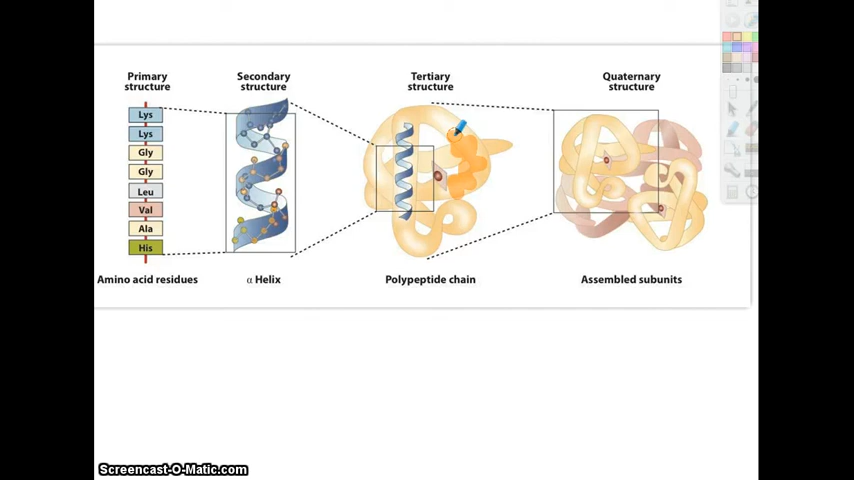 Primary structure
Secondary structure
Tertiary structure
Quaternary structure
Lys
Lys
Gly
Gly
Leu
Val
Ala
His
Amino acid residues
α Helix
Polypeptide chain
Assembled subunits
Screencast-O-Matic.com